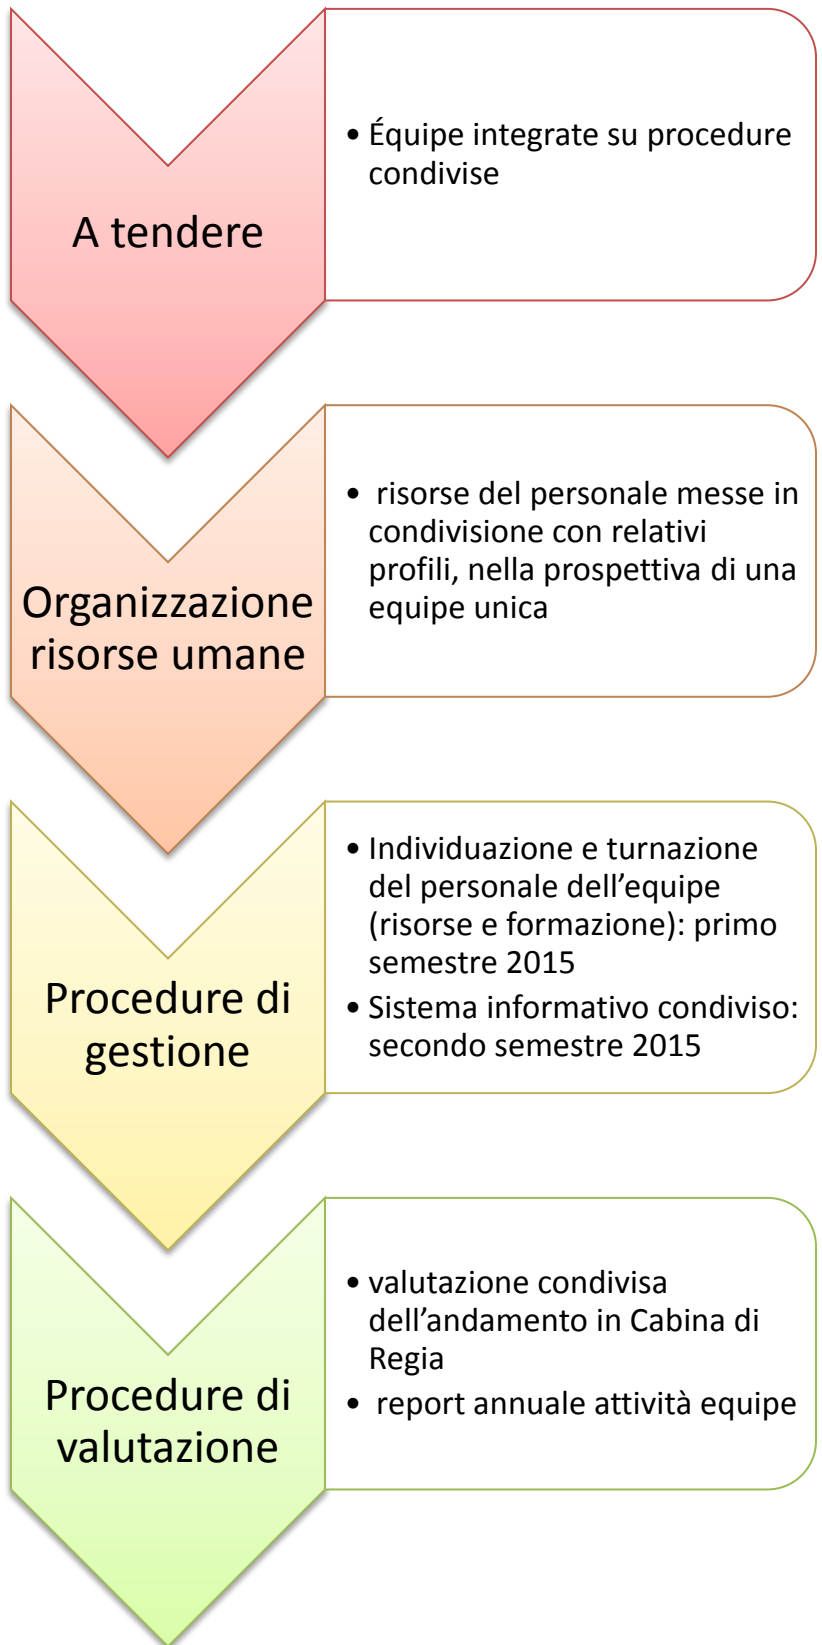 A tendere
• Équipe integrate su procedure
condivise
Organizzazione
risorse umane
• risorse del personale messe in
condivisione con relativi
profili, nella prospettiva di una
equipe unica
Procedure di
gestione
• Individuazione e turnazione
del personale dell’equipe
(risorse e formazione): primo
semestre 2015
• Sistema informativo condiviso:
secondo semestre 2015
Procedure di
valutazione
• valutazione condivisa
dell’andamento in Cabina di
Regia
• report annuale attività equipe